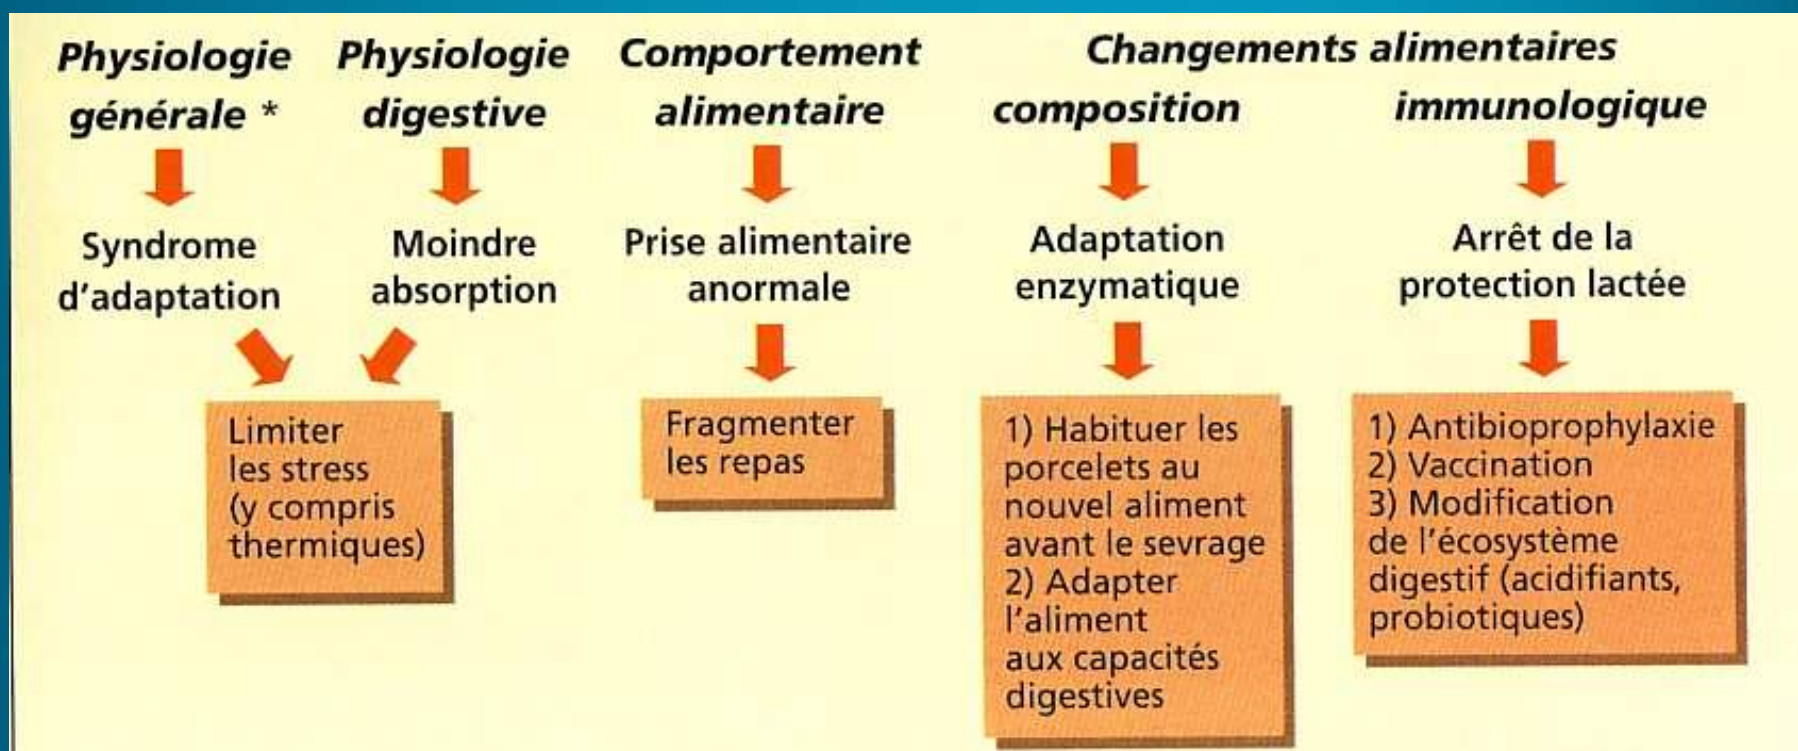 Physiologie
générale *
Physiologie
digestive
Comportement
alimentaire
Changements alimentaires
composition
immunologique
Syndrome
d'adaptation
Moindre
absorption
Prise alimentaire
anormale
Adaptation
enzymatique
Arrêt de la
protection lactée
Limiter
les stress
(y compris
thermiques)
Fragmenter
les repas
1) Habituer les
porcelets au
nouvel aliment
avant le sevrage
2) Adapter
l'aliment
aux capacités
digestives
1) Antibioprophylaxie
2) Vaccination
3) Modification
de l'écosystème
digestif (acidifiants,
probiotiques)